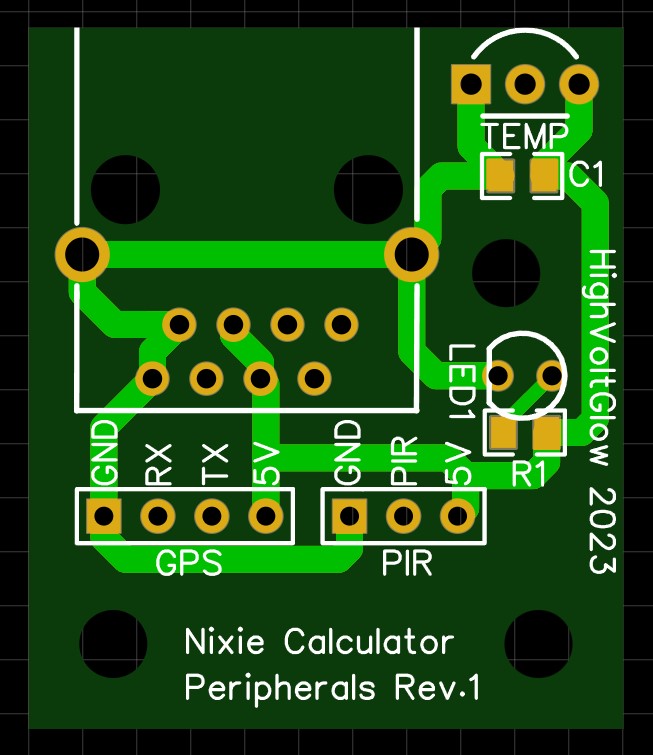 TEMP
C1
HighVoltGlow 2023
LED1
R1
GND
RX
TX
5V
GND
PIR
5V
GPS
PIR
Nixie Calculator
Peripherals Rev.1